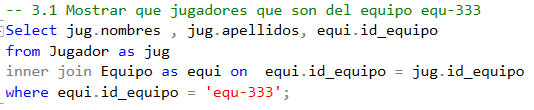 -- 3.1 Mostrar que jugadores que son del equipo equ-333
Select jug.nombres , jug.apellidos, equi.id_equipo
from Jugador as jug
inner join Equipo as equi on  equi.id_equipo = jug.id_equipo
where equi.id_equipo = 'equ-333';